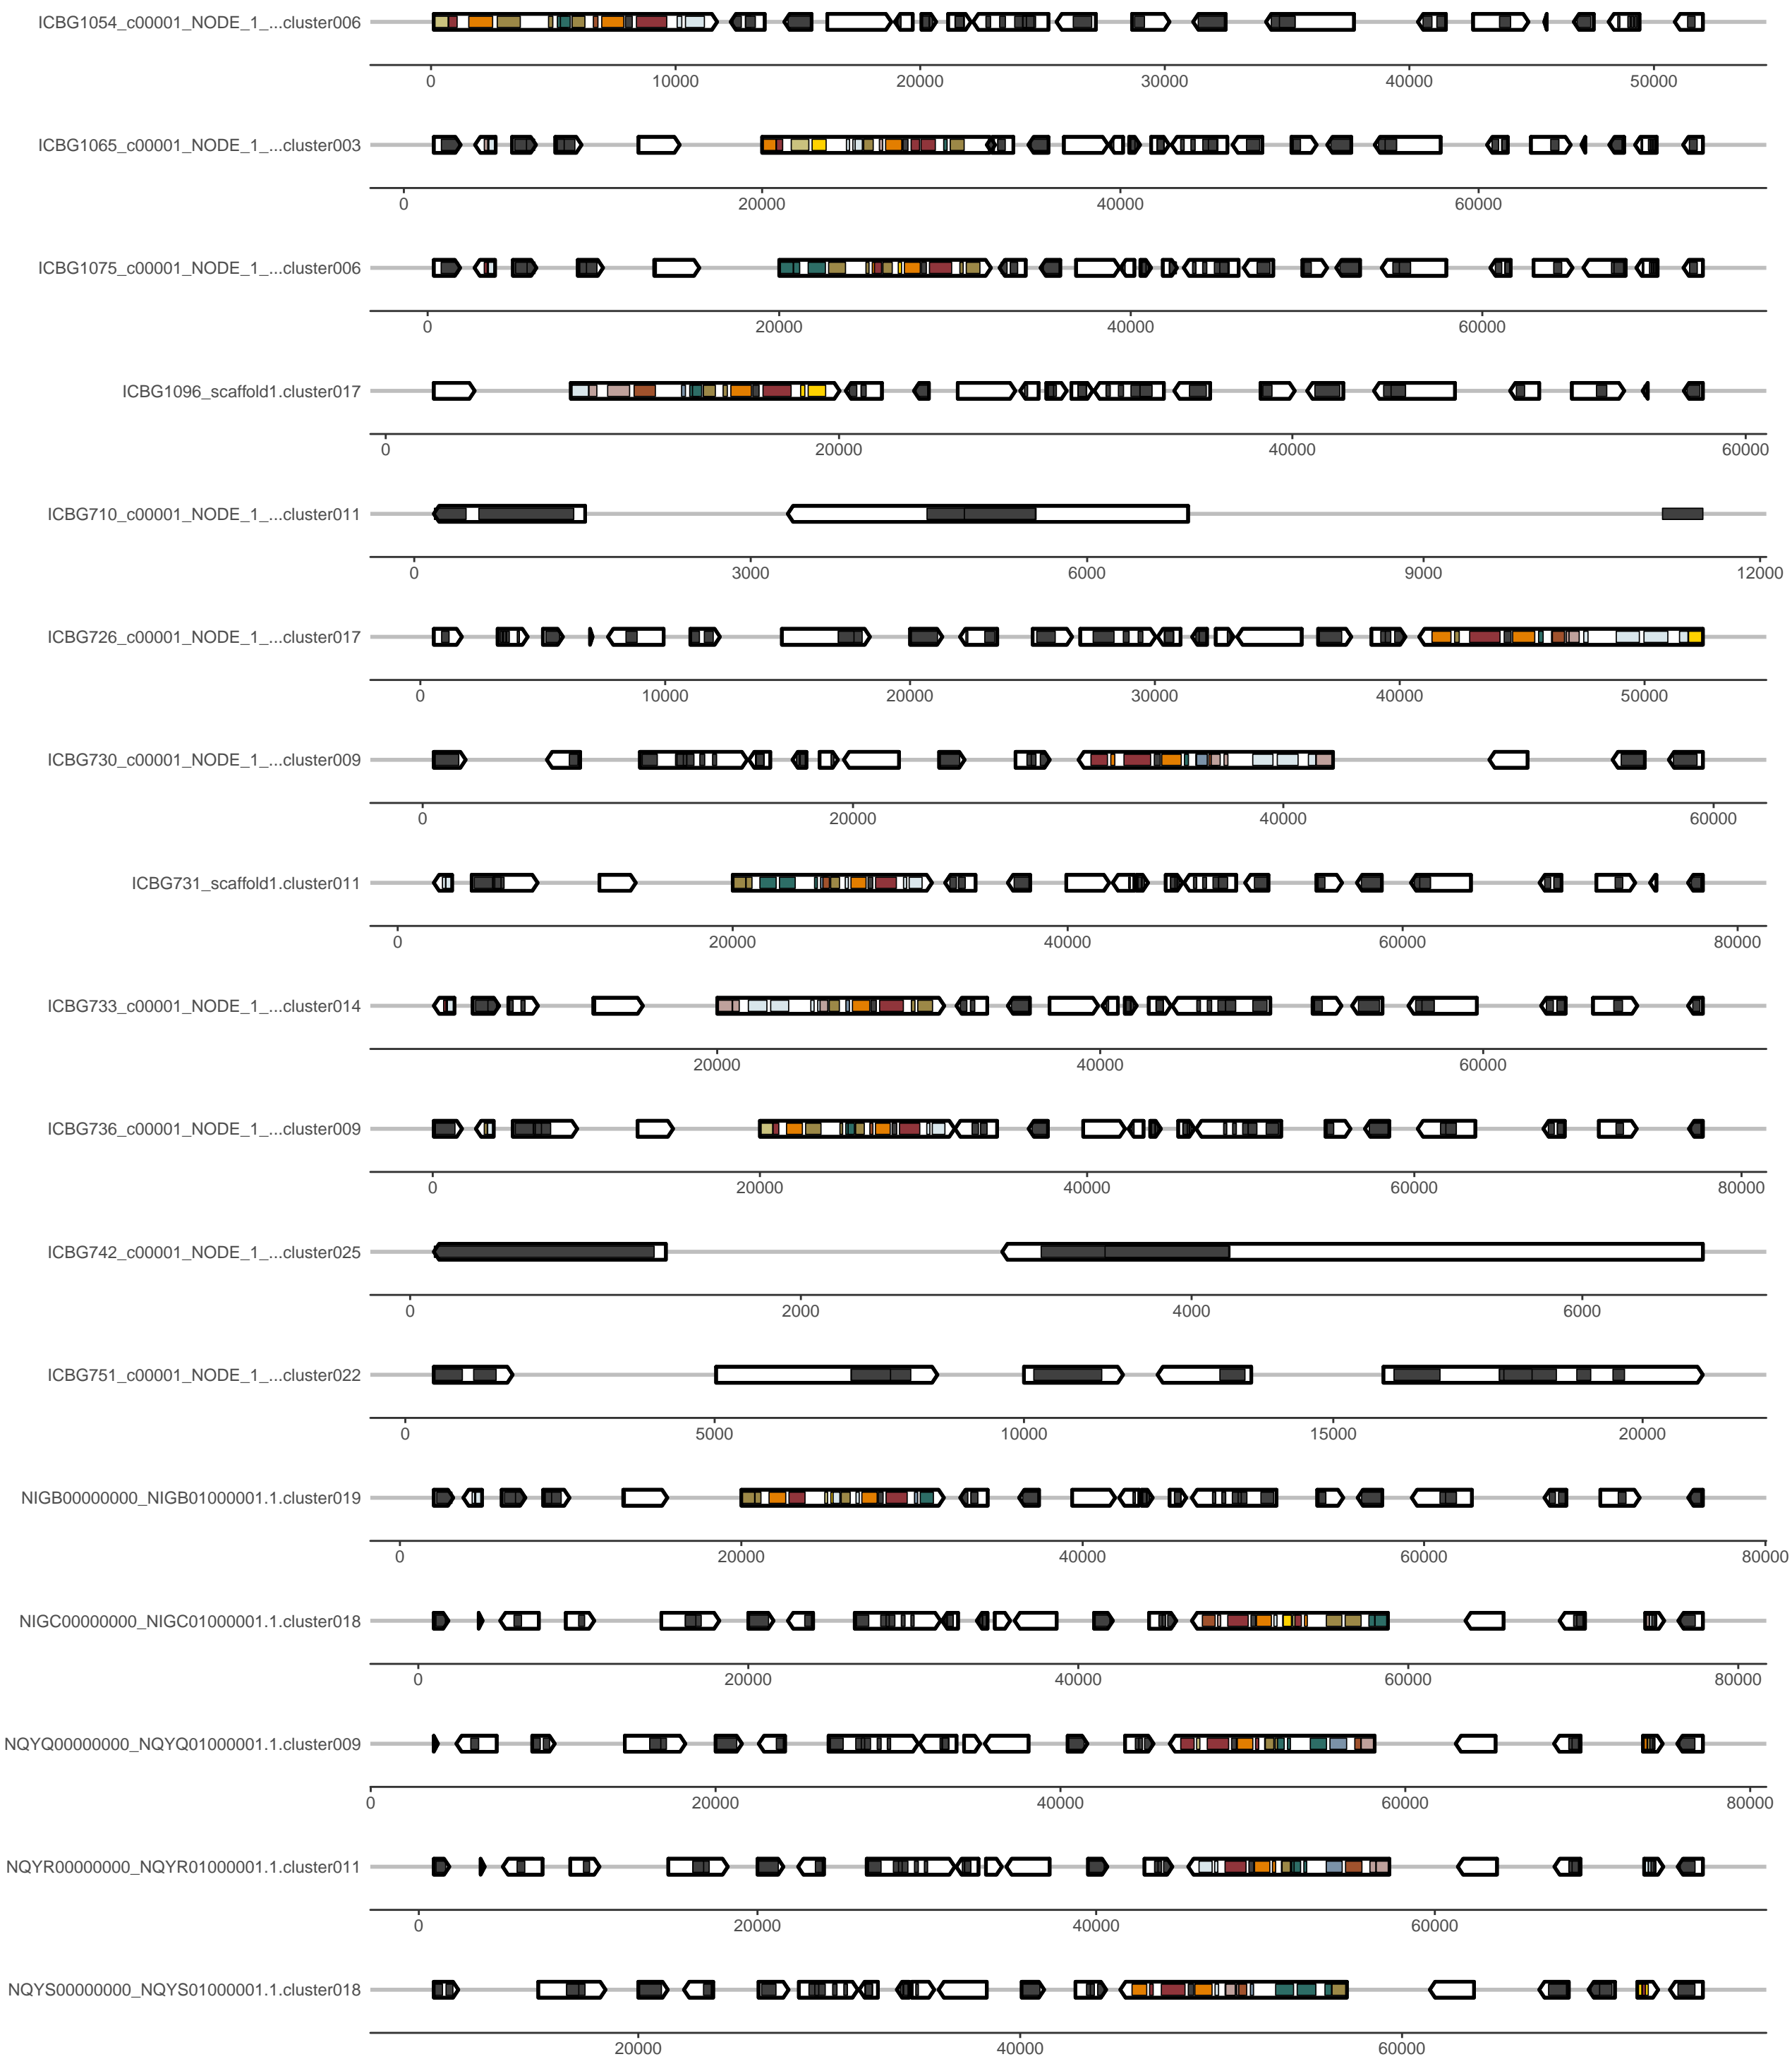 ICBG1054_c00001_NODE_1_...cluster006
0 10000 20000 30000 40000 50000
ICBG1065_c00001_NODE_1_...cluster003
0 20000 40000 60000
ICBG1075_c00001_NODE_1_...cluster006
0 20000 40000 60000
ICBG1096_scaffold1.cluster017
0 20000 40000 60000
ICBG710_c00001_NODE_1_...cluster011
0 3000 6000 9000 12000
ICBG726_c00001_NODE_1_...cluster017
0 10000 20000 30000 40000 50000
ICBG730_c00001_NODE_1_...cluster009
0 20000 40000 60000
ICBG731_scaffold1.cluster011
0 20000 40000 60000 80000
ICBG733_c00001_NODE_1_...cluster014
20000 40000 60000
ICBG736_c00001_NODE_1_...cluster009
0 20000 40000 60000 80000
ICBG742_c00001_NODE_1_...cluster025
0 2000 4000 6000
ICBG751_c00001_NODE_1_...cluster022
0 5000 10000 15000 20000
NIGB00000000_NIGB01000001.1.cluster019
0 20000 40000 60000 80000
NIGC00000000_NIGC01000001.1.cluster018
0 20000 40000 60000 80000
NQYQ00000000_NQYQ01000001.1.cluster009
0 20000 40000 60000 80000
NQYR00000000_NQYR01000001.1.cluster011
0 20000 40000 60000
NQYS00000000_NQYS01000001.1.cluster018
20000 40000 60000